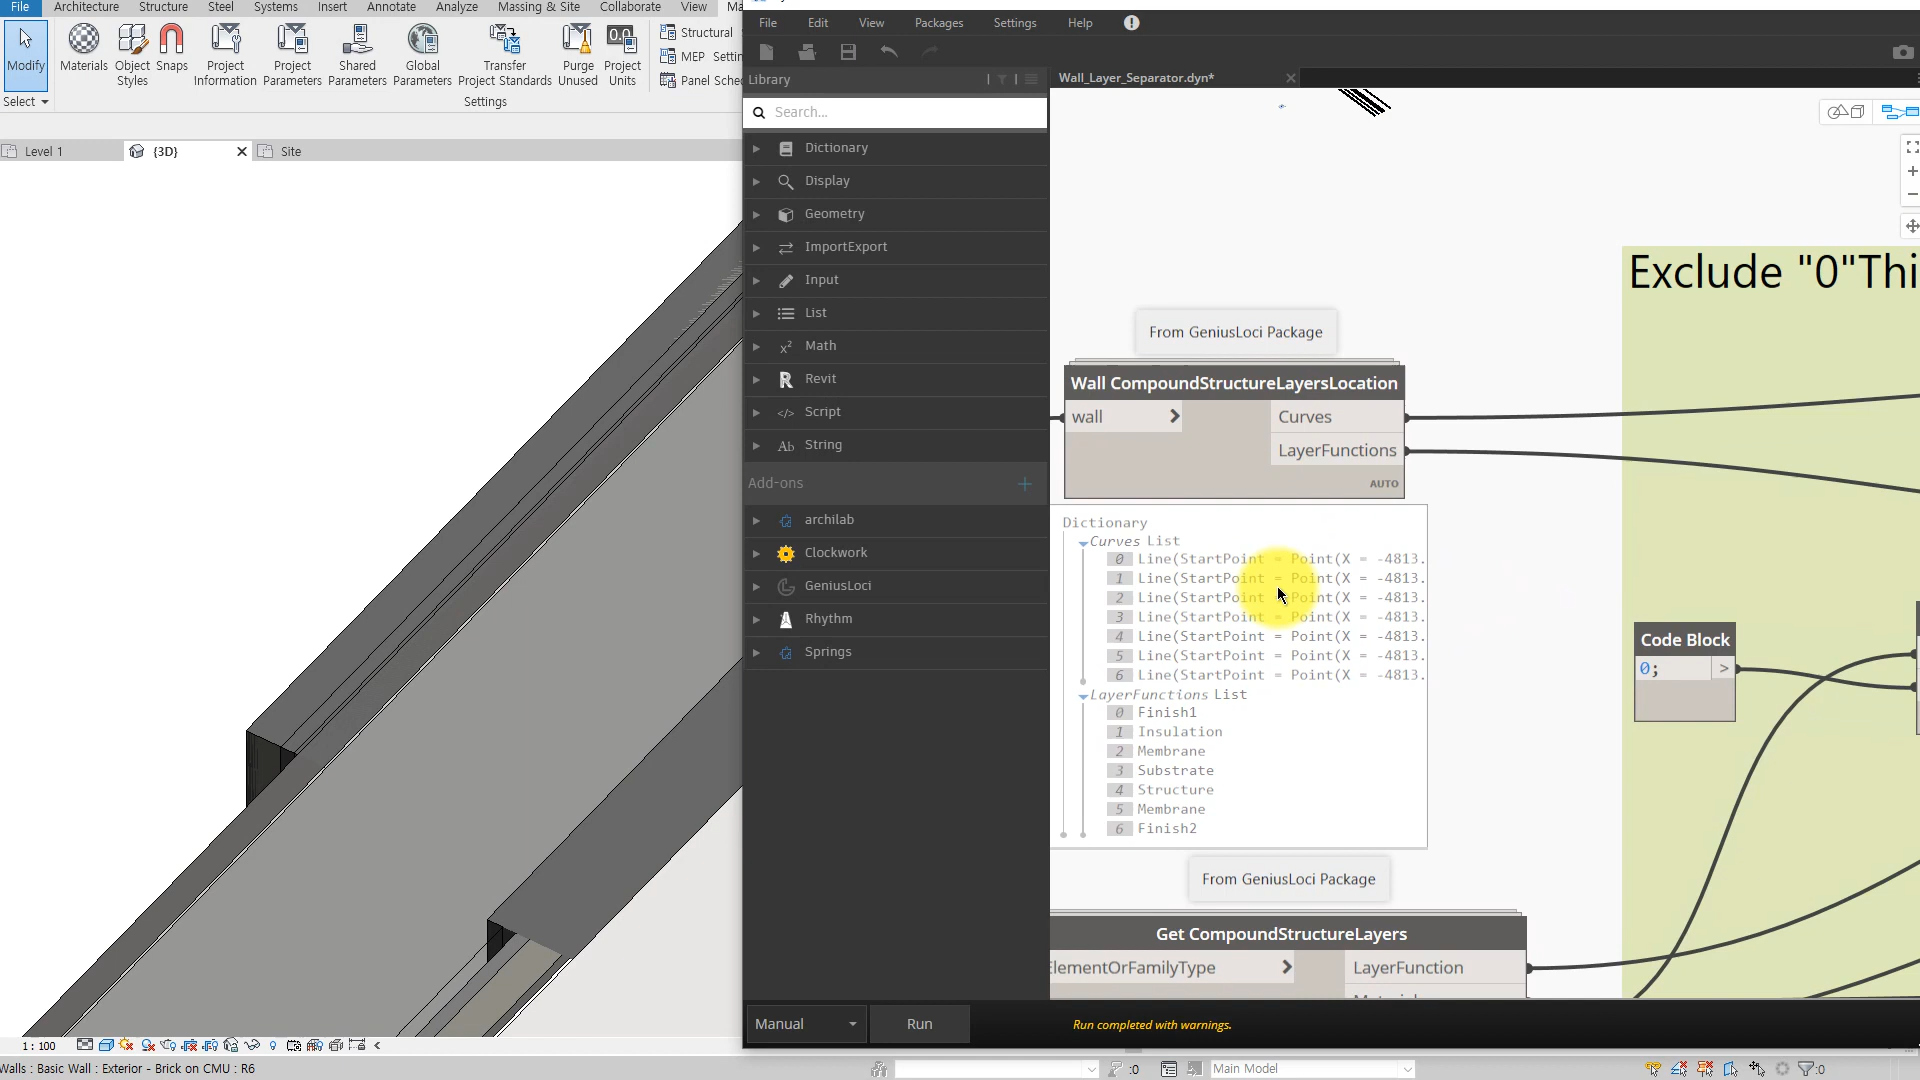 File
Architecture
Structure
Steel
Systems
Insert
Annotate
Analyze
Massing & Site
Collaborate
View
Modify
Materials
Object Styles
Snaps
Project Information
Project Parameters
Shared Parameters
Global Parameters
Transfer Project Standards
Purge Unused
Project Units
Structural
MEP
Panel
Select
Settings
Level 1
{3D}
Site
File
Edit
View
Packages
Settings
Help
Library
Wall_Layer_Separator.dyn*
Search...
Dictionary
Display
Geometry
ImportExport
Input
List
Math
Revit
Script
String
Add-ons
archilab
Clockwork
GeniusLoci
Rhythm
Springs
Exclude "0"Thi
From GeniusLoci Package
Wall CompoundStructureLayersLocation
wall
Curves
LayerFunctions
AUTO
Dictionary
Curves List
0 Line(StartPoint = Point(X = -4813.
1 Line(StartPoint = Point(X = -4813.
2 Line(StartPoint = Point(X = -4813.
3 Line(StartPoint = Point(X = -4813.
4 Line(StartPoint = Point(X = -4813.
5 Line(StartPoint = Point(X = -4813.
6 Line(StartPoint = Point(X = -4813.
LayerFunctions List
0 Finish1
1 Insulation
2 Membrane
3 Substrate
4 Structure
5 Membrane
6 Finish2
Code Block
0; >
From GeniusLoci Package
Get CompoundStructureLayers
ElementOrFamilyType
LayerFunction
Manual
Run
Run completed with warnings.
1 : 100
Walls : Basic Wall : Exterior - Brick on CMU : R6
:0
Main Model
:0